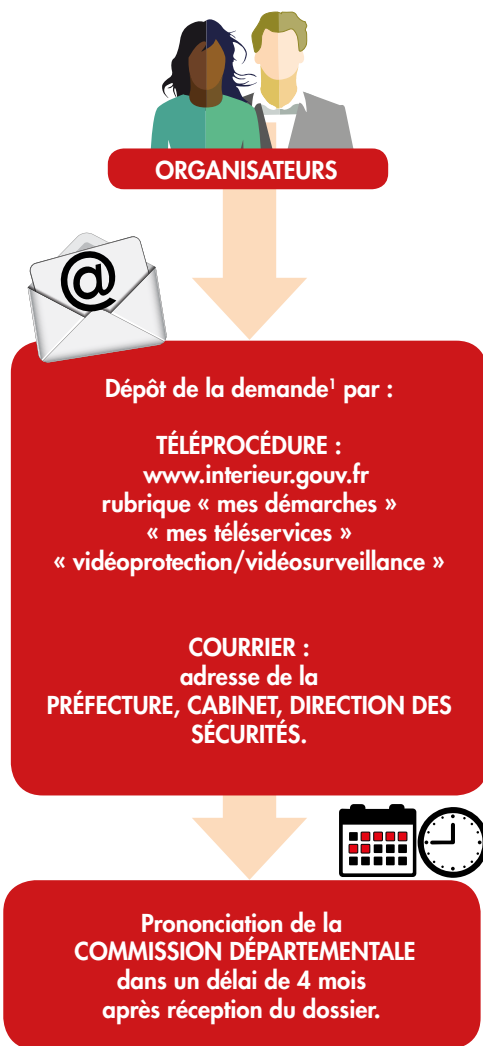 ORGANISATEURS
@
Dépôt de la demande¹ par :
TÉLÉPROCÉDURE :
www.interieur.gouv.fr
rubrique « mes démarches »
« mes téléservices »
« vidéoprotection/vidéosurveillance »
COURRIER :
adresse de la
PRÉFECTURE, CABINET, DIRECTION DES
SÉCURITÉS.
Prononciation de la
COMMISSION DÉPARTEMENTALE
dans un délai de 4 mois
après réception du dossier.